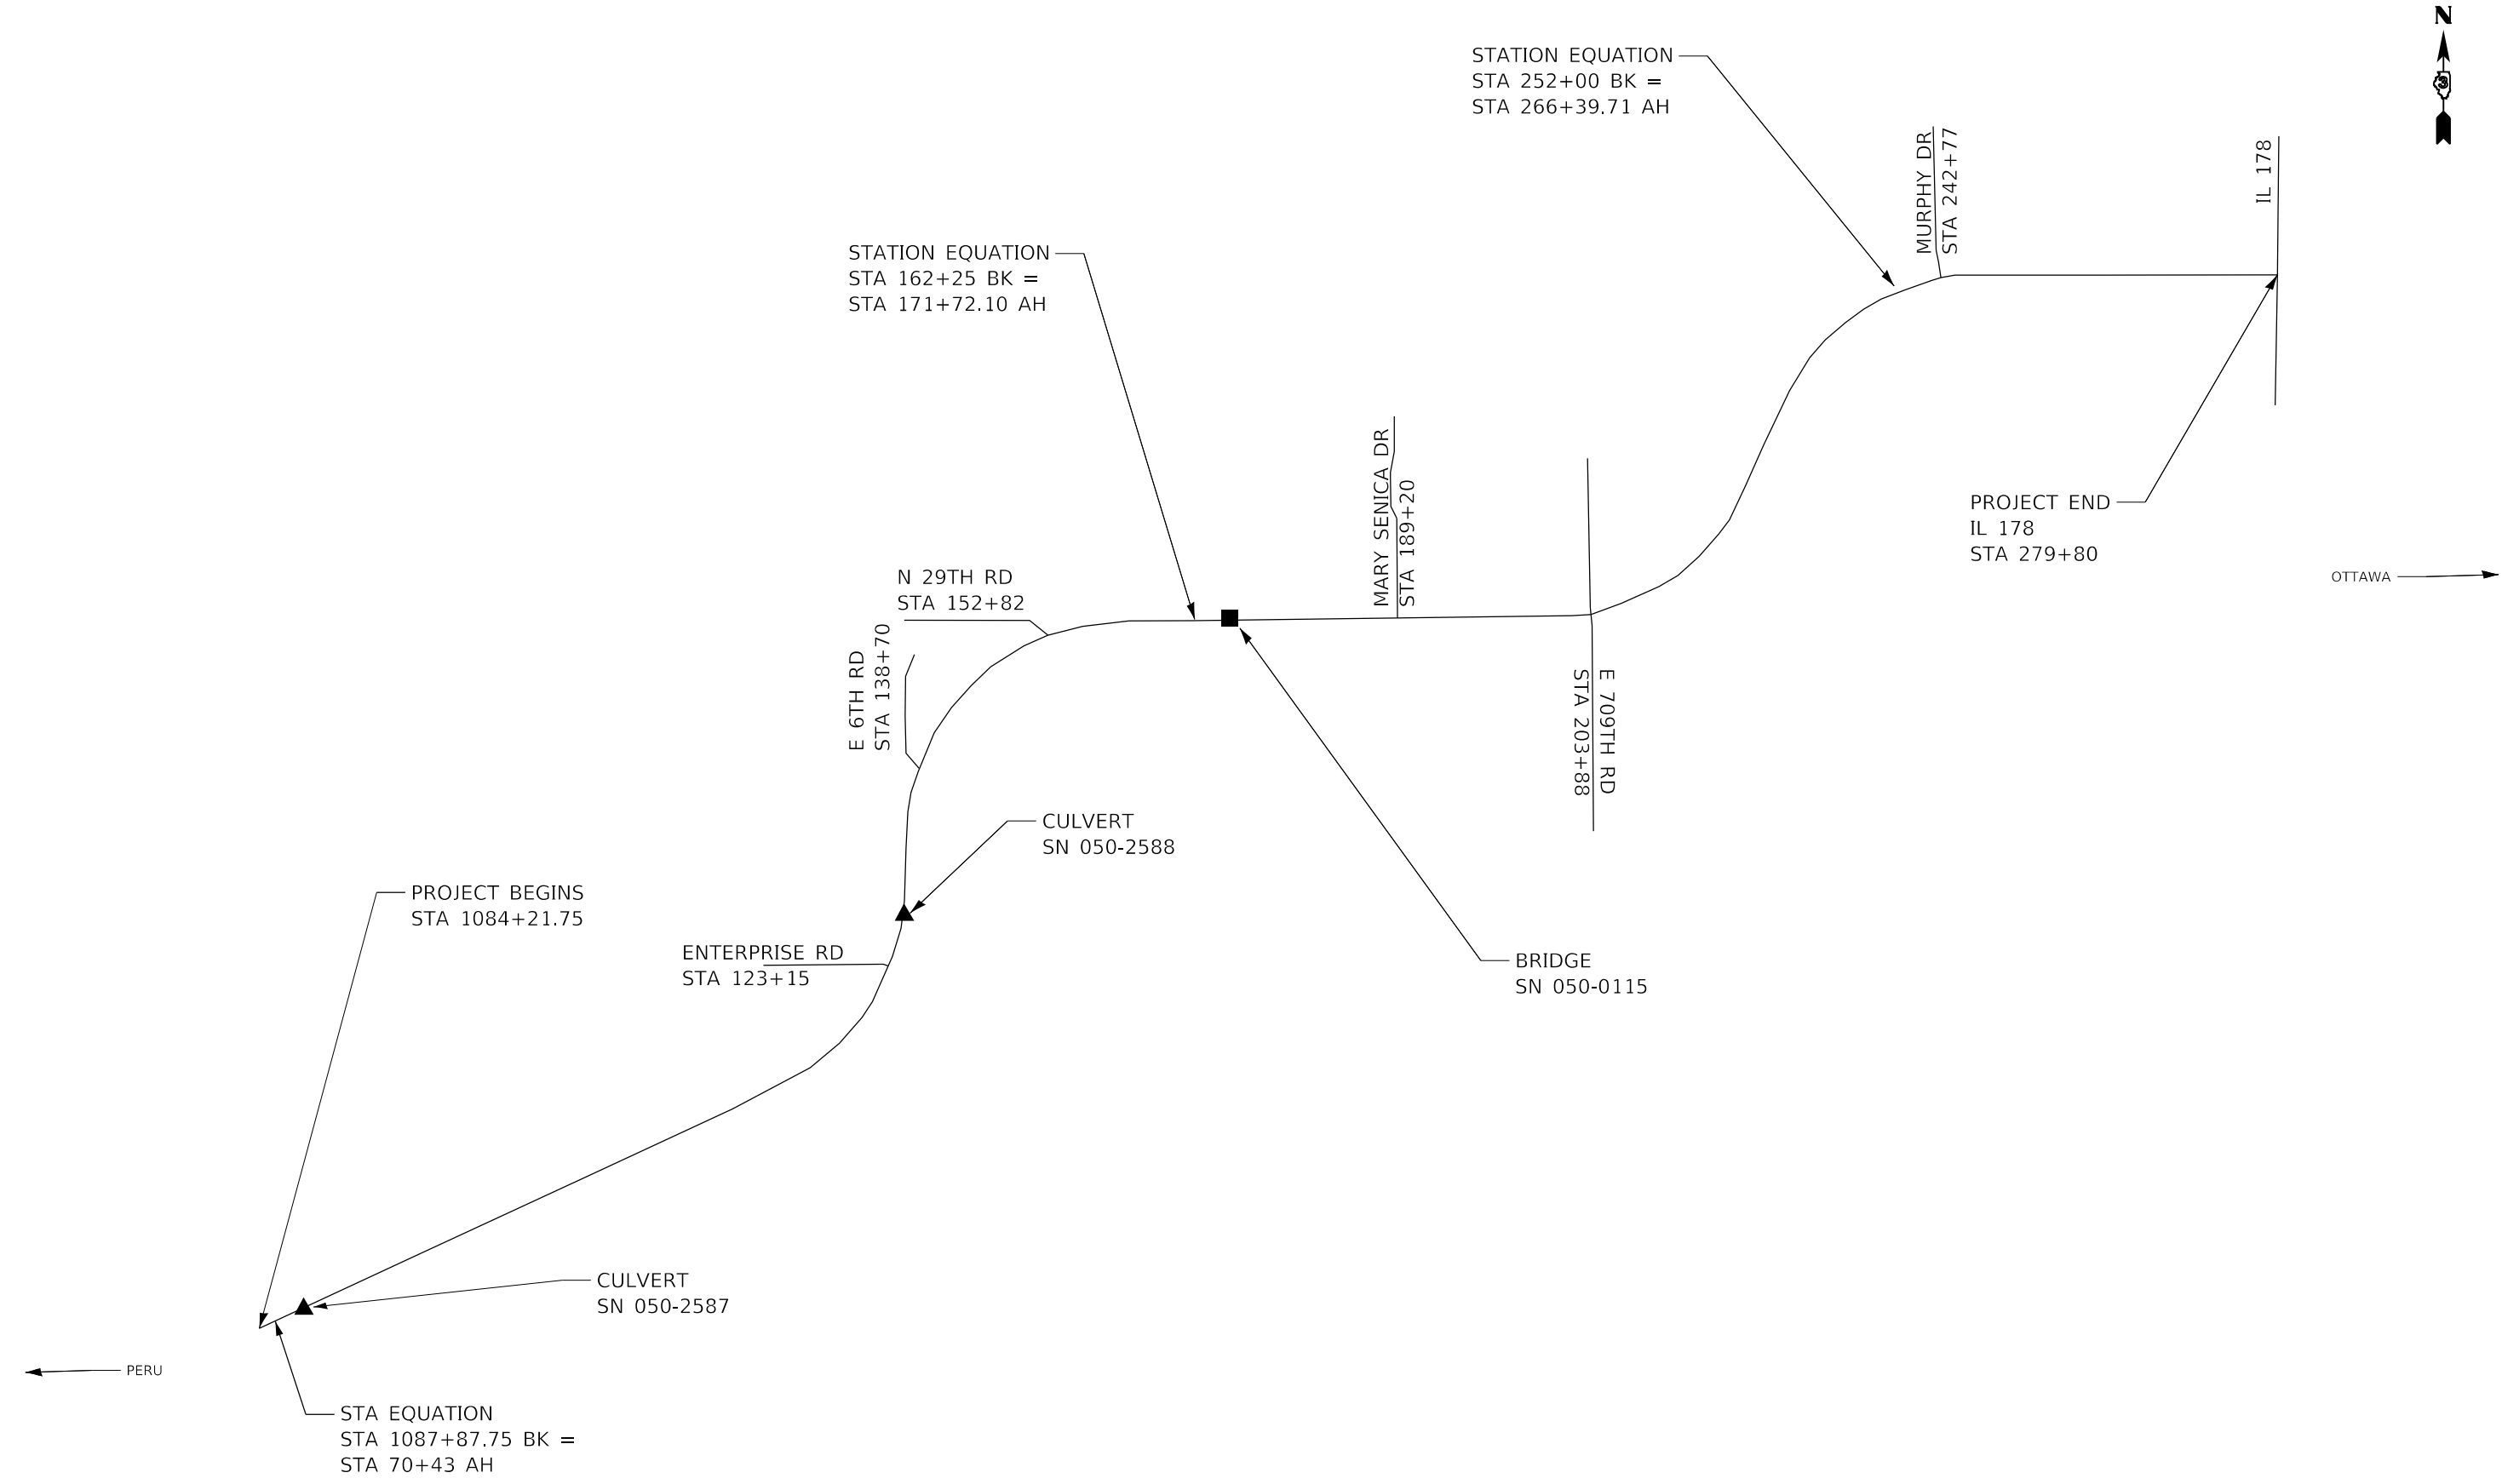 N
3
STATION EQUATION
STA 252+00 BK =
STA 266+39.71 AH
MURPHY DR
STA 242+77
IL 178
STATION EQUATION
STA 162+25 BK =
STA 171+72.10 AH
MARY SENICA DR
STA 189+20
PROJECT END
IL 178
STA 279+80
OTTAWA
N 29TH RD
STA 152+82
E 6TH RD
STA 138+70
E 709TH RD
STA 203+88
CULVERT
SN 050-2588
PROJECT BEGINS
STA 1084+21.75
ENTERPRISE RD
STA 123+15
BRIDGE
SN 050-0115
CULVERT
SN 050-2587
PERU
STA EQUATION
STA 1087+87.75 BK =
STA 70+43 AH